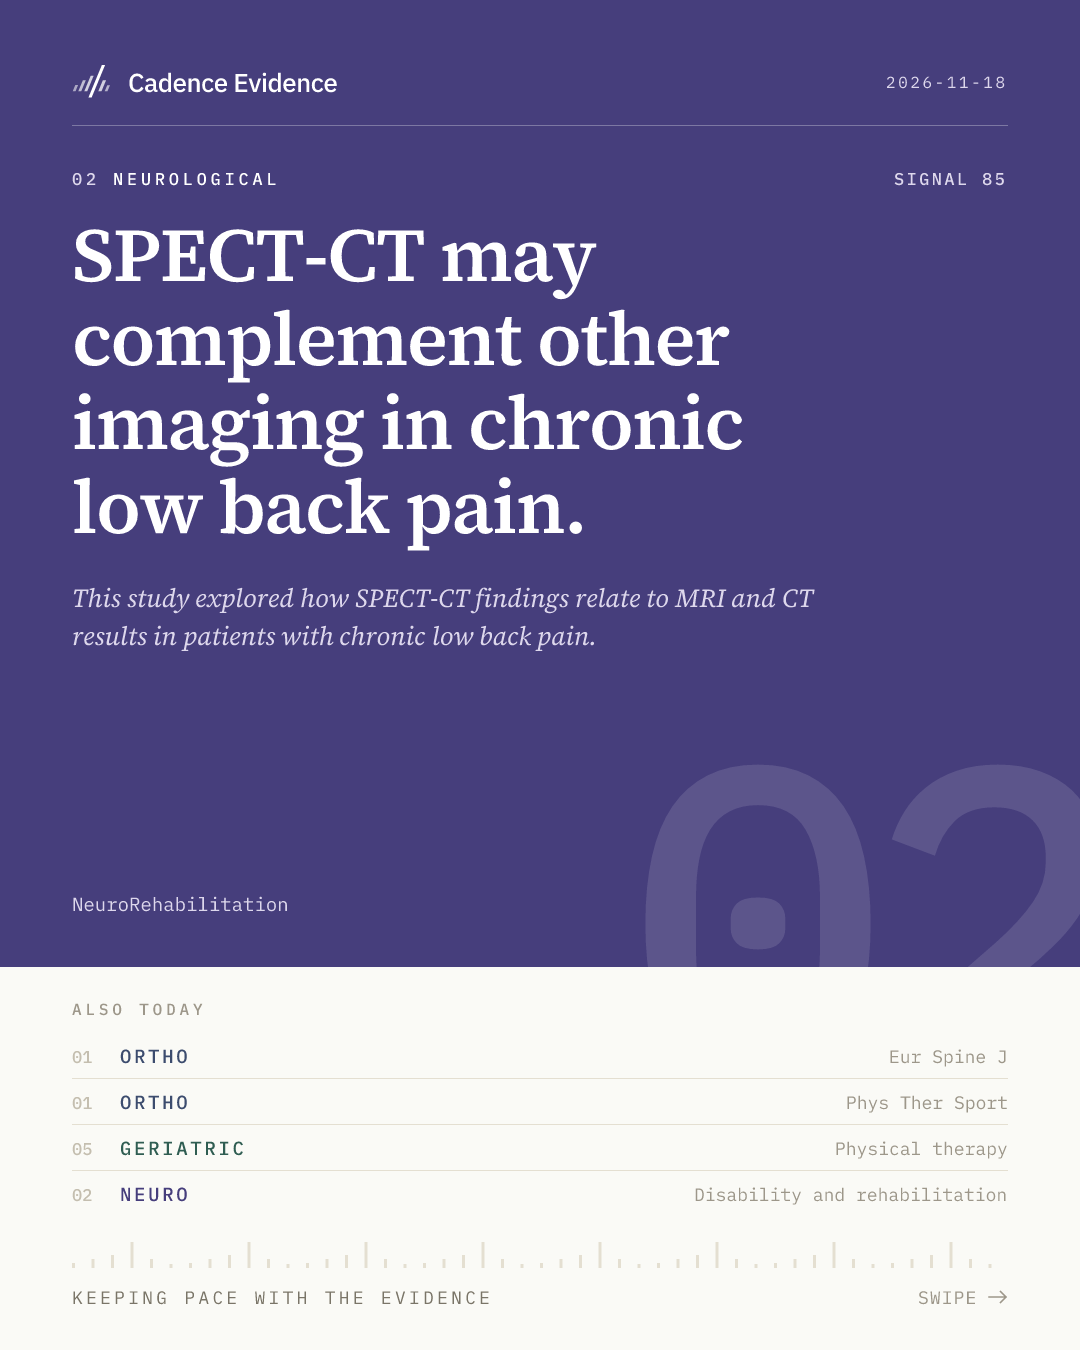 Cadence Evidence
2026-11-18
02 NEUROLOGICAL
SIGNAL 85
SPECT-CT may
complement other
imaging in chronic
low back pain.
This study explored how SPECT-CT findings relate to MRI and CT
results in patients with chronic low back pain.
02
NeuroRehabilitation
ALSO TODAY
01 ORTHO Eur Spine J
01 ORTHO Phys Ther Sport
05 GERIATRIC Physical therapy
02 NEURO Disability and rehabilitation
KEEPING PACE WITH THE EVIDENCE
SWIPE →